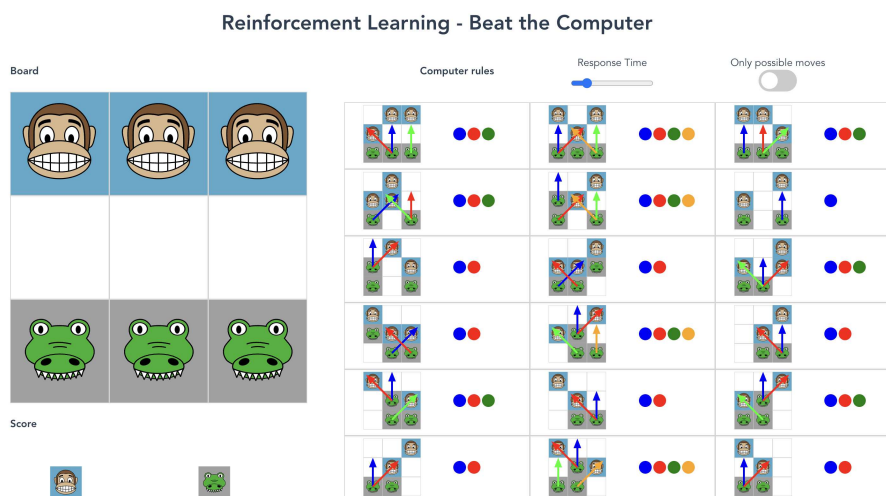 Reinforcement Learning - Beat the Computer
Board
Computer rules
Response Time
Only possible moves
Score